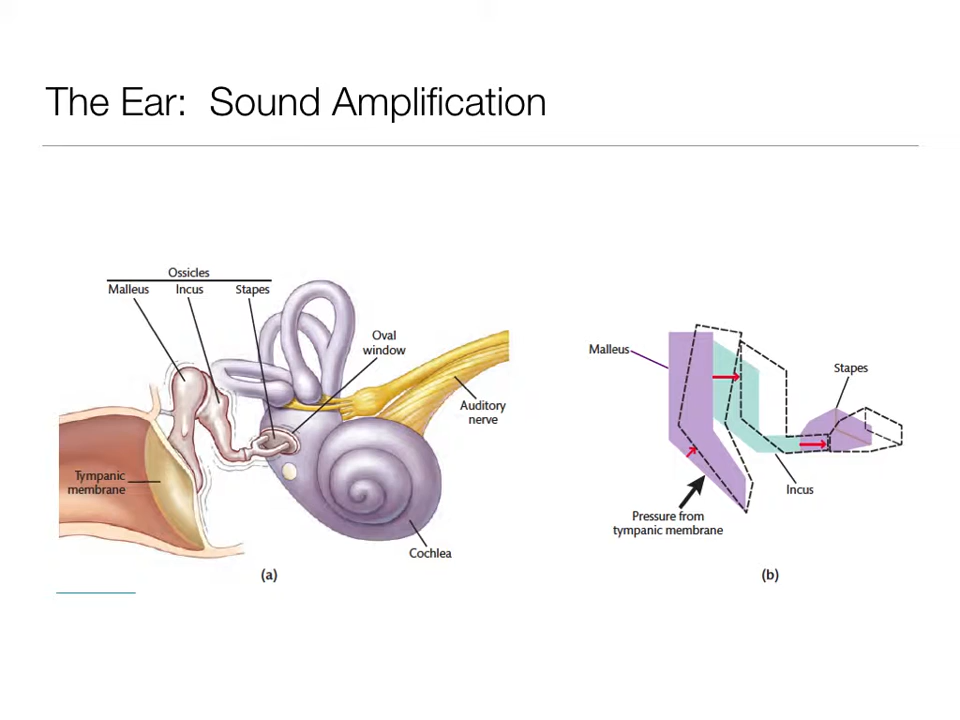 The Ear: Sound Amplification
Ossicles
Malleus Incus Stapes
Oval
window
Auditory
nerve
Tympanic
membrane
Cochlea
(a)
Malleus
Stapes
Incus
Pressure from
tympanic membrane
(b)